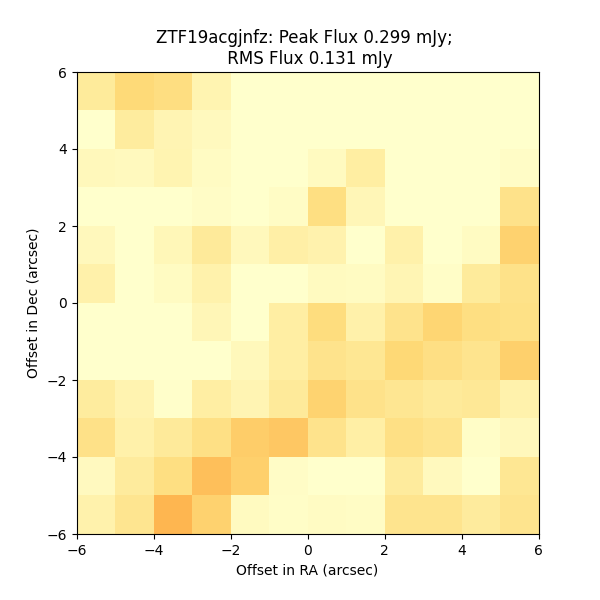 ZTF19acgjnfz: Peak Flux 0.299 mJy;
RMS Flux 0.131 mJy
6
4
2
0
−2
−4
−6
Offset in Dec (arcsec)
−6 −4 −2 0 2 4 6
Offset in RA (arcsec)